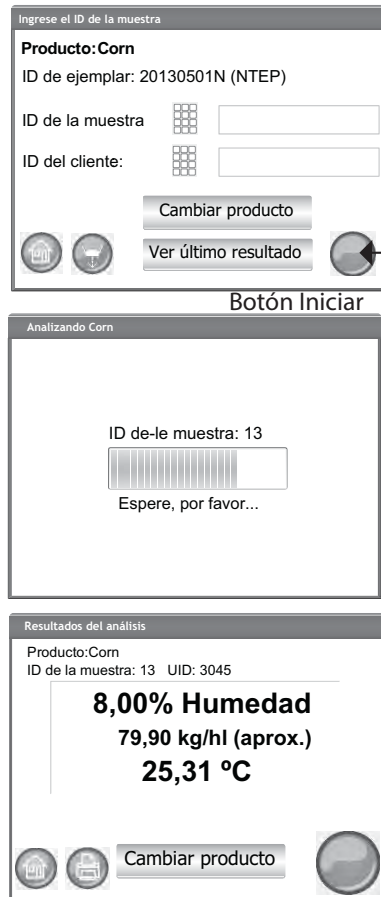 Ingrese el ID de la muestra
Producto:Corn
ID de ejemplar: 20130501N (NTEP)
ID de la muestra
ID del cliente:
Cambiar producto
Ver último resultado
Botón Iniciar
Analizando Corn
ID de-le muestra: 13
Espere, por favor...
Resultados del análisis
Producto:Corn
ID de la muestra: 13 UID: 3045
8,00% Humedad
79,90 kg/hl (aprox.)
25,31 ºC
Cambiar producto